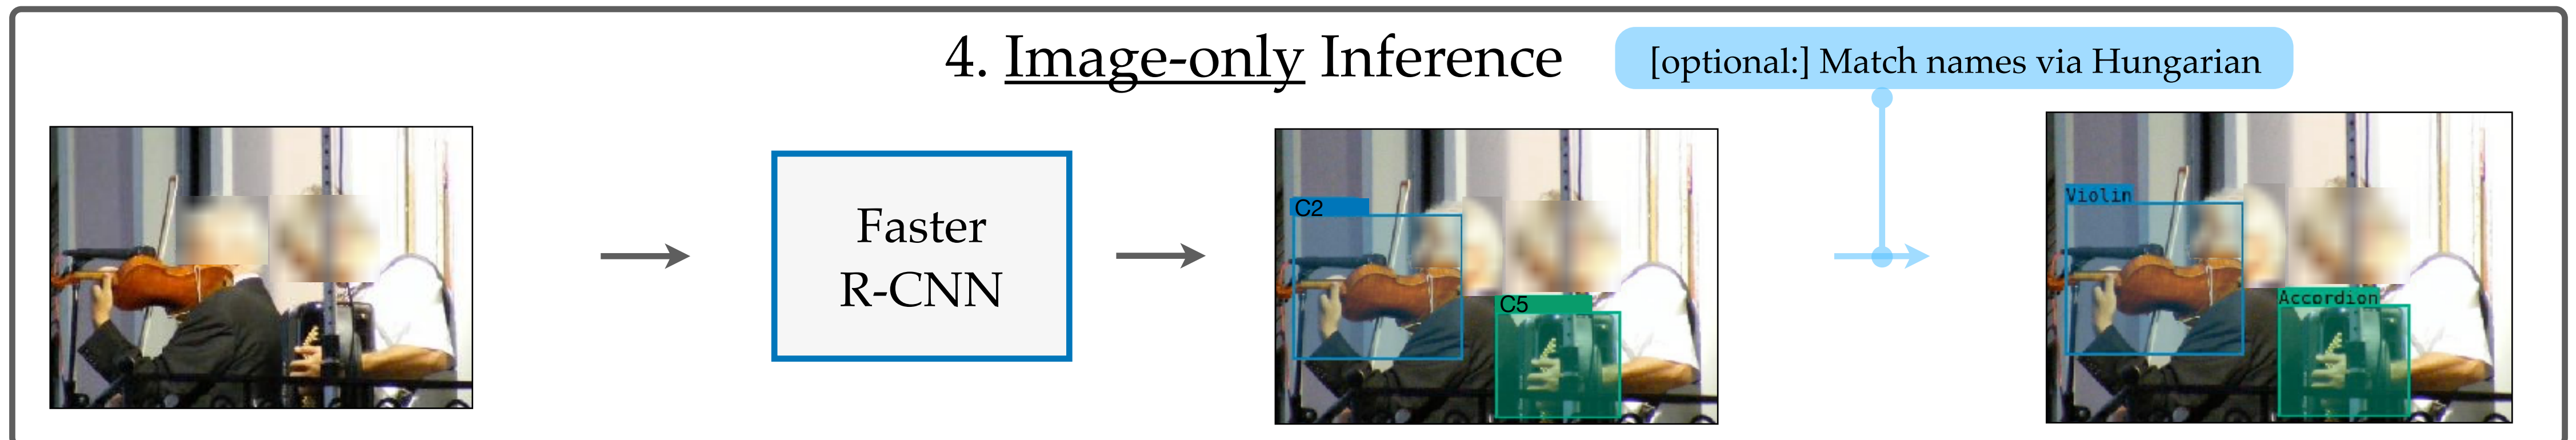 4. Image-only Inference
[optional:] Match names via Hungarian
Faster
R-CNN
C2
C5
Violin
Accordion